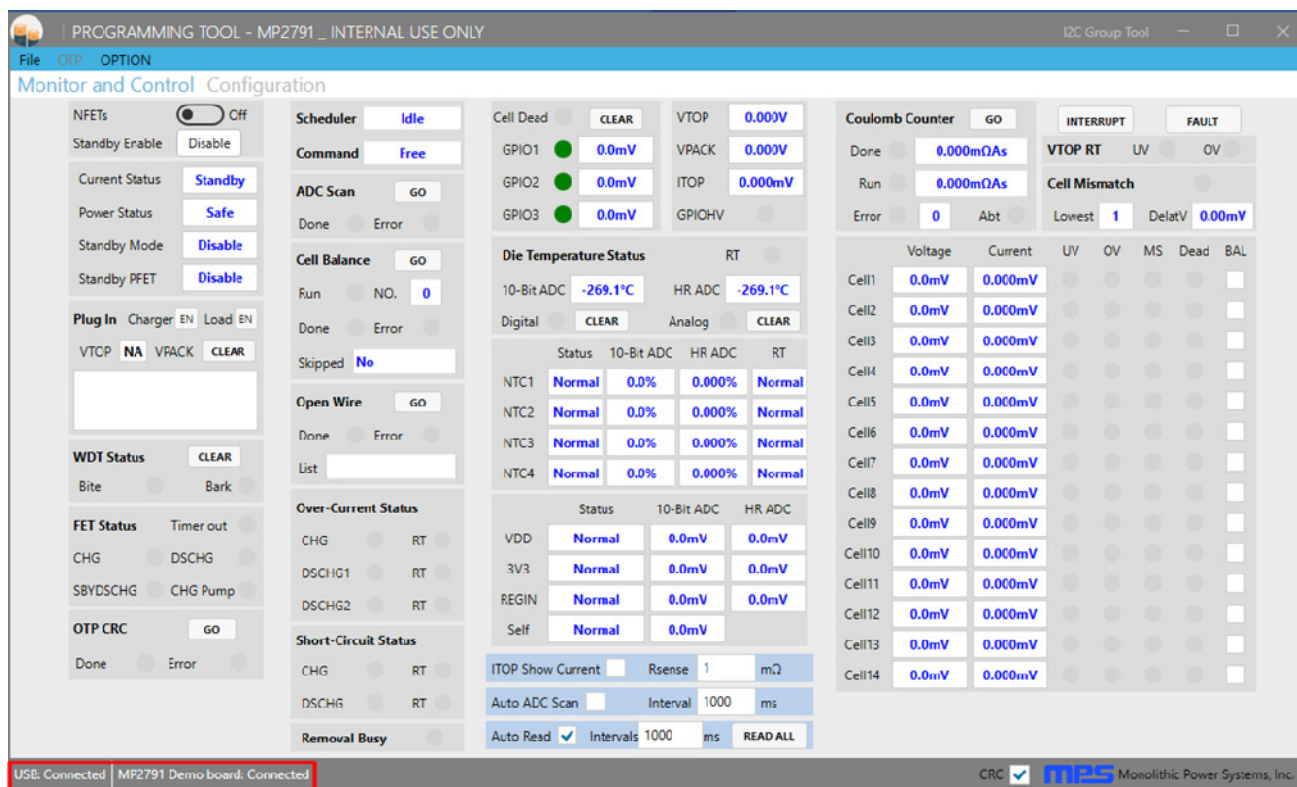 PROGRAMMING TOOL - MP2791 _ INTERNAL USE ONLY
I2C Group Tool
File OTP OPTION
Monitor and Control Configuration
NFETs Off
Standby Enable Disable
Current Status Standby
Power Status Safe
Standby Mode Disable
Standby PFET Disable
Plug In Charger EN Load EN
VTOP NA VPACK CLEAR
WDT Status CLEAR
Bite Bark
FET Status Timer out
CHG DSCHG
SBYDSCHG CHG Pump
OTP CRC GO
Done Error
Scheduler Idle
Command Free
ADC Scan GO
Done Error
Cell Balance GO
Run NO. 0
Done Error
Skipped No
Open Wire GO
Done Error
List
Over-Current Status
CHG RT
DSCHG1 RT
DSCHG2 RT
Short-Circuit Status
CHG RT
DSCHG RT
Removal Busy
Cell Dead CLEAR VTOP 0.000V
GPIO1 0.0mV VPACK 0.000V
GPIO2 0.0mV ITOP 0.000mV
GPIO3 0.0mV GPIOHV
Die Temperature Status RT
10-Bit ADC -269.1°C HR ADC -269.1°C
Digital CLEAR Analog CLEAR
Status 10-Bit ADC HR ADC RT
NTC1 Normal 0.0% 0.000% Normal
NTC2 Normal 0.0% 0.000% Normal
NTC3 Normal 0.0% 0.000% Normal
NTC4 Normal 0.0% 0.000% Normal
Status 10-Bit ADC HR ADC
VDD Normal 0.0mV 0.0mV
3V3 Normal 0.0mV 0.0mV
REGIN Normal 0.0mV 0.0mV
Self Normal 0.0mV
ITOP Show Current Rsense 1 mΩ
Auto ADC Scan Interval 1000 ms
Auto Read Intervals 1000 ms READ ALL
Coulomb Counter GO
Done 0.000mΩAs
Run 0.000mΩAs
Error 0 Abt
INTERRUPT FAULT
VTOP RT UV OV
Cell Mismatch
Lowest 1 DelatV 0.00mV
Voltage Current UV OV MS Dead BAL
Cell1 0.0mV 0.000mV
Cell2 0.0mV 0.000mV
Cell3 0.0mV 0.000mV
Cell4 0.0mV 0.000mV
Cell5 0.0mV 0.000mV
Cell6 0.0mV 0.000mV
Cell7 0.0mV 0.000mV
Cell8 0.0mV 0.000mV
Cell9 0.0mV 0.000mV
Cell10 0.0mV 0.000mV
Cell11 0.0mV 0.000mV
Cell12 0.0mV 0.000mV
Cell13 0.0mV 0.000mV
Cell14 0.0mV 0.000mV
USB: Connected MP2791 Demo board: Connected
CRC MPS Monolithic Power Systems, Inc.